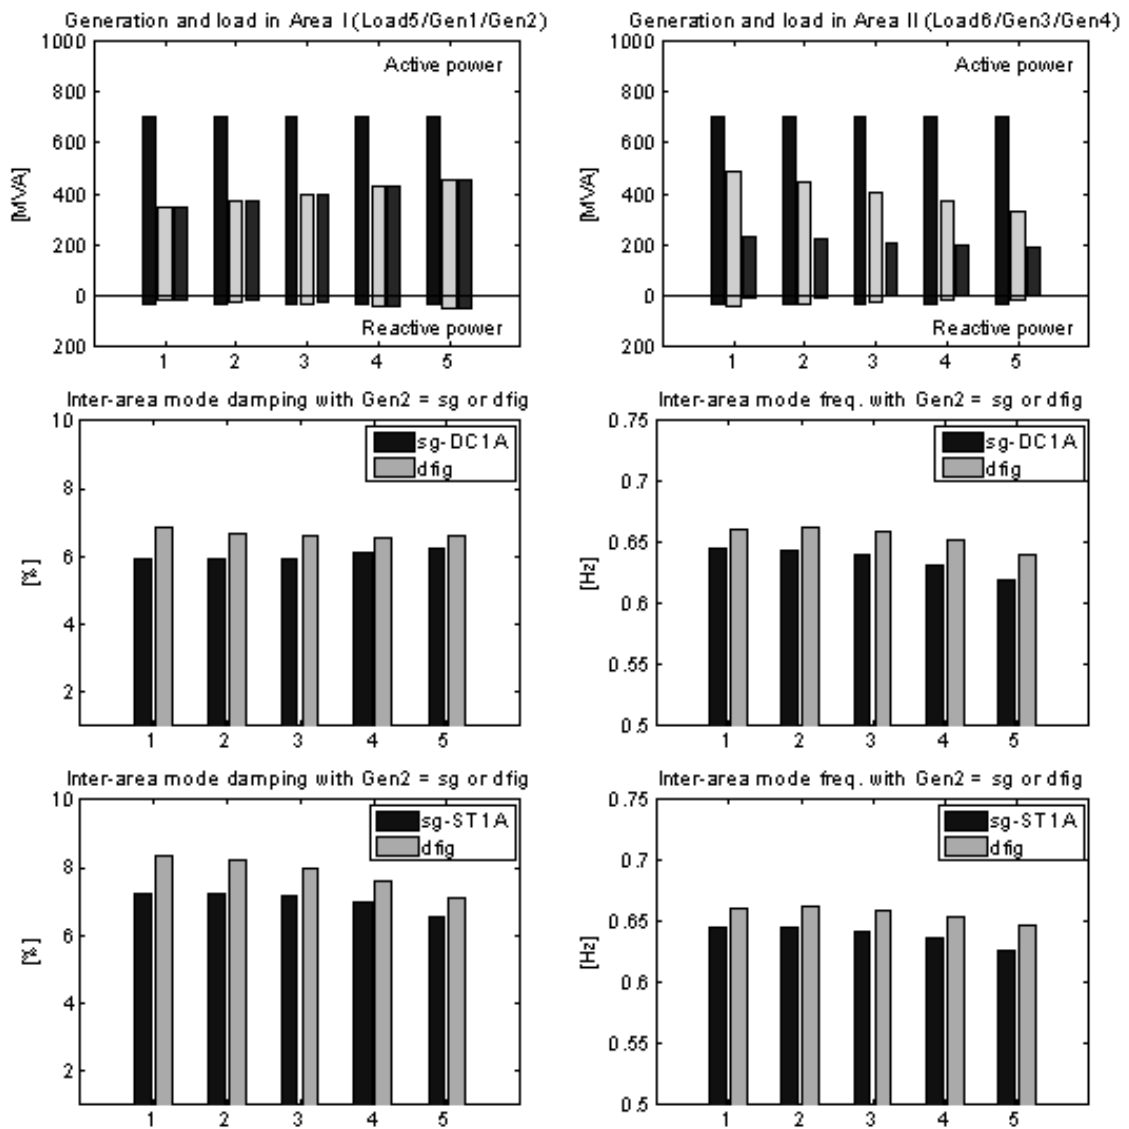 Generation and load in Area I (Load5/Gen1/Gen2)
1000
800
600
400
200
0
200
[MVA]
Active power
Reactive power
1 2 3 4 5
Generation and load in Area II (Load6/Gen3/Gen4)
1000
800
600
400
200
0
200
[MVA]
Active power
Reactive power
1 2 3 4 5
Inter-area mode damping with Gen2 = sg or dfig
10
8
6
4
2
[%]
sg-DC1A
dfig
1 2 3 4 5
Inter-area mode freq. with Gen2 = sg or dfig
0.75
0.7
0.65
0.6
0.55
0.5
[Hz]
sg-DC1A
dfig
1 2 3 4 5
Inter-area mode damping with Gen2 = sg or dfig
10
8
6
4
2
[%]
sg-ST1A
dfig
1 2 3 4 5
Inter-area mode freq. with Gen2 = sg or dfig
0.75
0.7
0.65
0.6
0.55
0.5
[Hz]
sg-ST1A
dfig
1 2 3 4 5